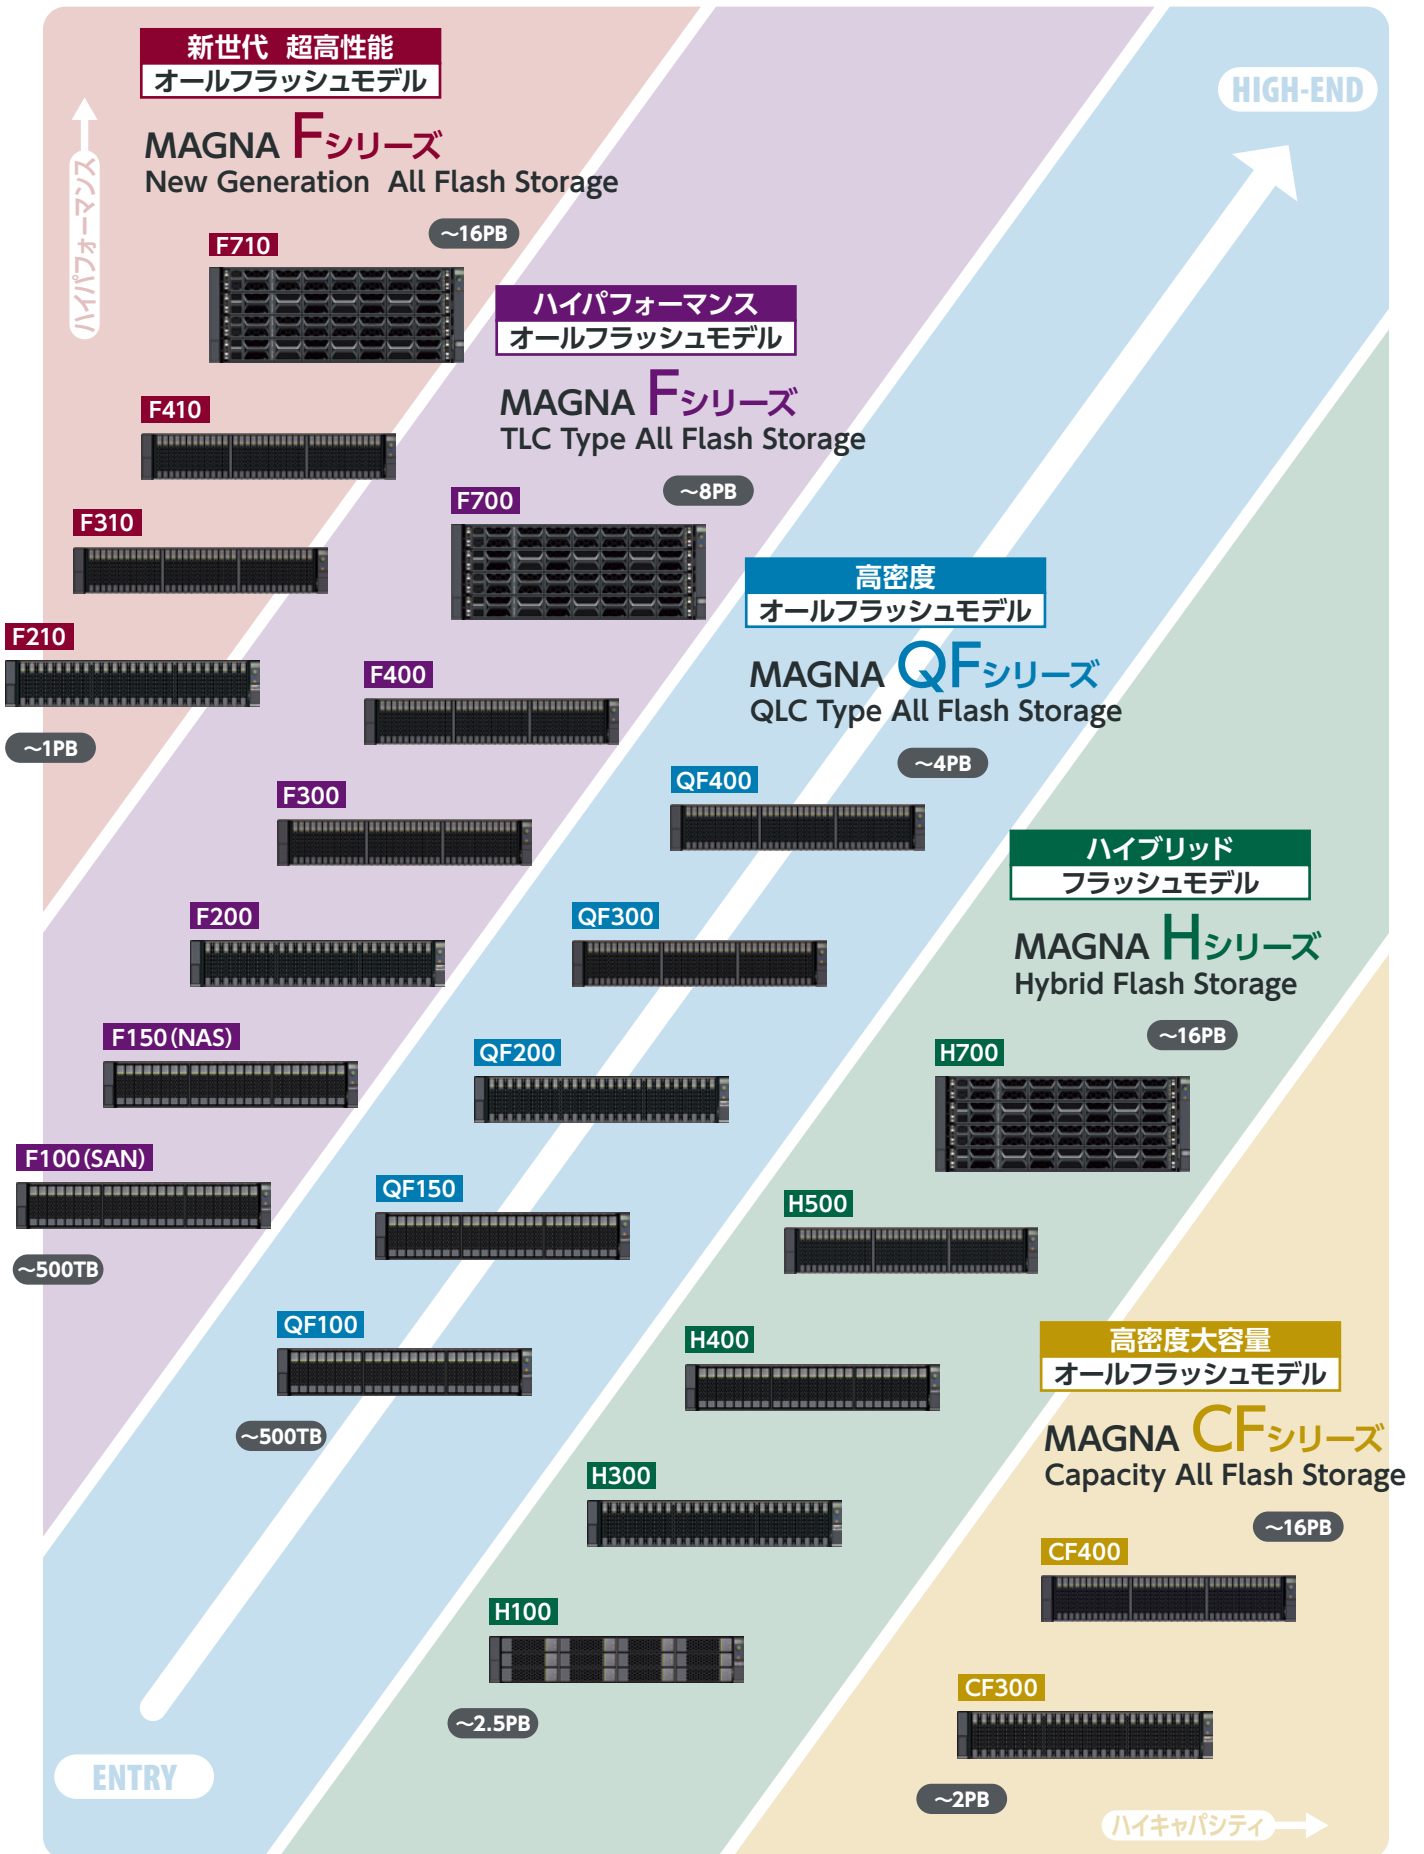 新世代 超高性能
オールフラッシュモデル
HIGH-END
ハイパフォーマンス
MAGNA Fシリーズ
New Generation All Flash Storage
～16PB
F710
F410
F310
F210
～1PB
ハイパフォーマンス
オールフラッシュモデル
MAGNA Fシリーズ
TLC Type All Flash Storage
～8PB
F700
F400
F300
F200
F150(NAS)
F100(SAN)
～500TB
高密度
オールフラッシュモデル
MAGNA QFシリーズ
QLC Type All Flash Storage
～4PB
QF400
QF300
QF200
QF150
QF100
～500TB
ハイブリッド
フラッシュモデル
MAGNA Hシリーズ
Hybrid Flash Storage
～16PB
H700
H500
H400
H300
H100
～2.5PB
高密度大容量
オールフラッシュモデル
MAGNA CFシリーズ
Capacity All Flash Storage
～16PB
CF400
CF300
～2PB
ENTRY
ハイキャパシティ